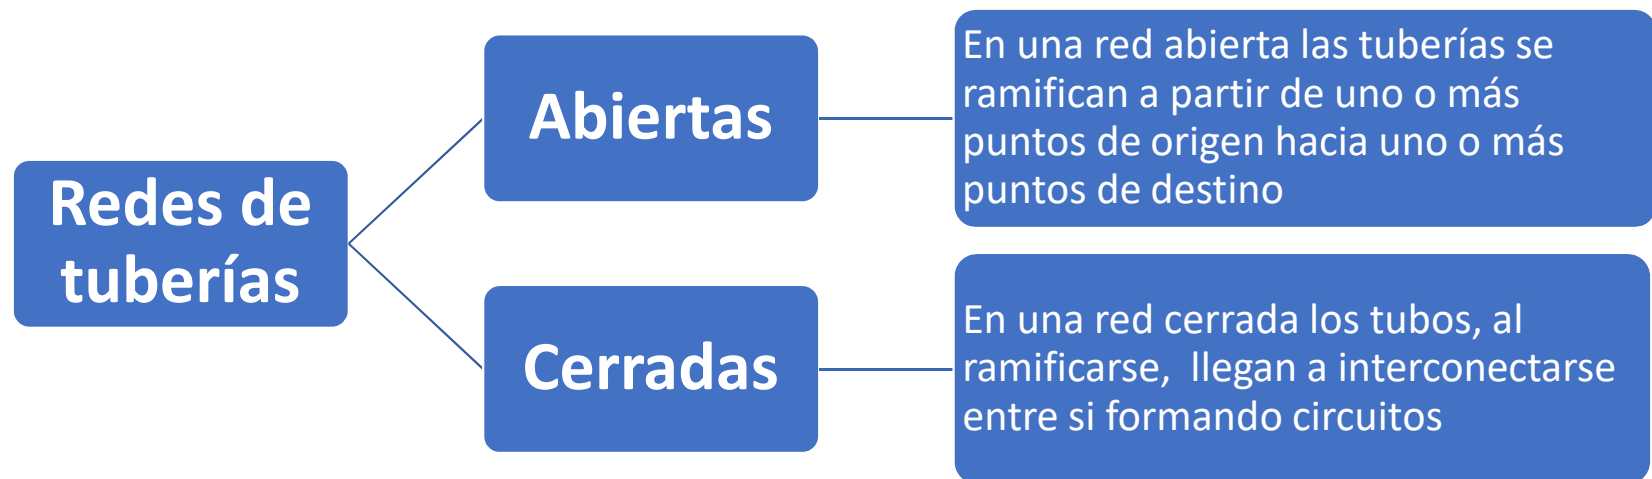 Redes de
tuberías
Abiertas
En una red abierta las tuberías se
ramifican a partir de uno o más
puntos de origen hacia uno o más
puntos de destino
Cerradas
En una red cerrada los tubos, al
ramificarse,  llegan a interconectarse
entre si formando circuitos